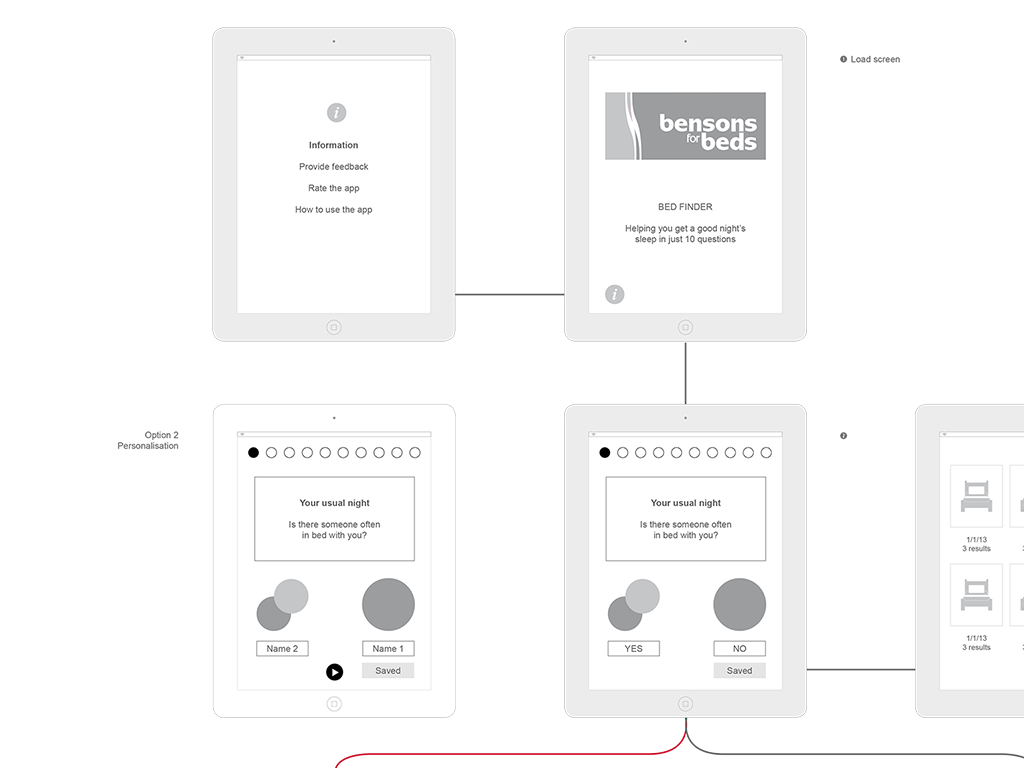 i
Information
Provide feedback
Rate the app
How to use the app
bensons
for beds
BED FINDER
Helping you get a good night's
sleep in just 10 questions
i
Load screen
Option 2
Personalisation
Your usual night
Is there someone often
in bed with you?
Name 2
Name 1
Saved
Your usual night
Is there someone often
in bed with you?
YES
NO
Saved
1/1/13
3 results
1/1/13
3 results